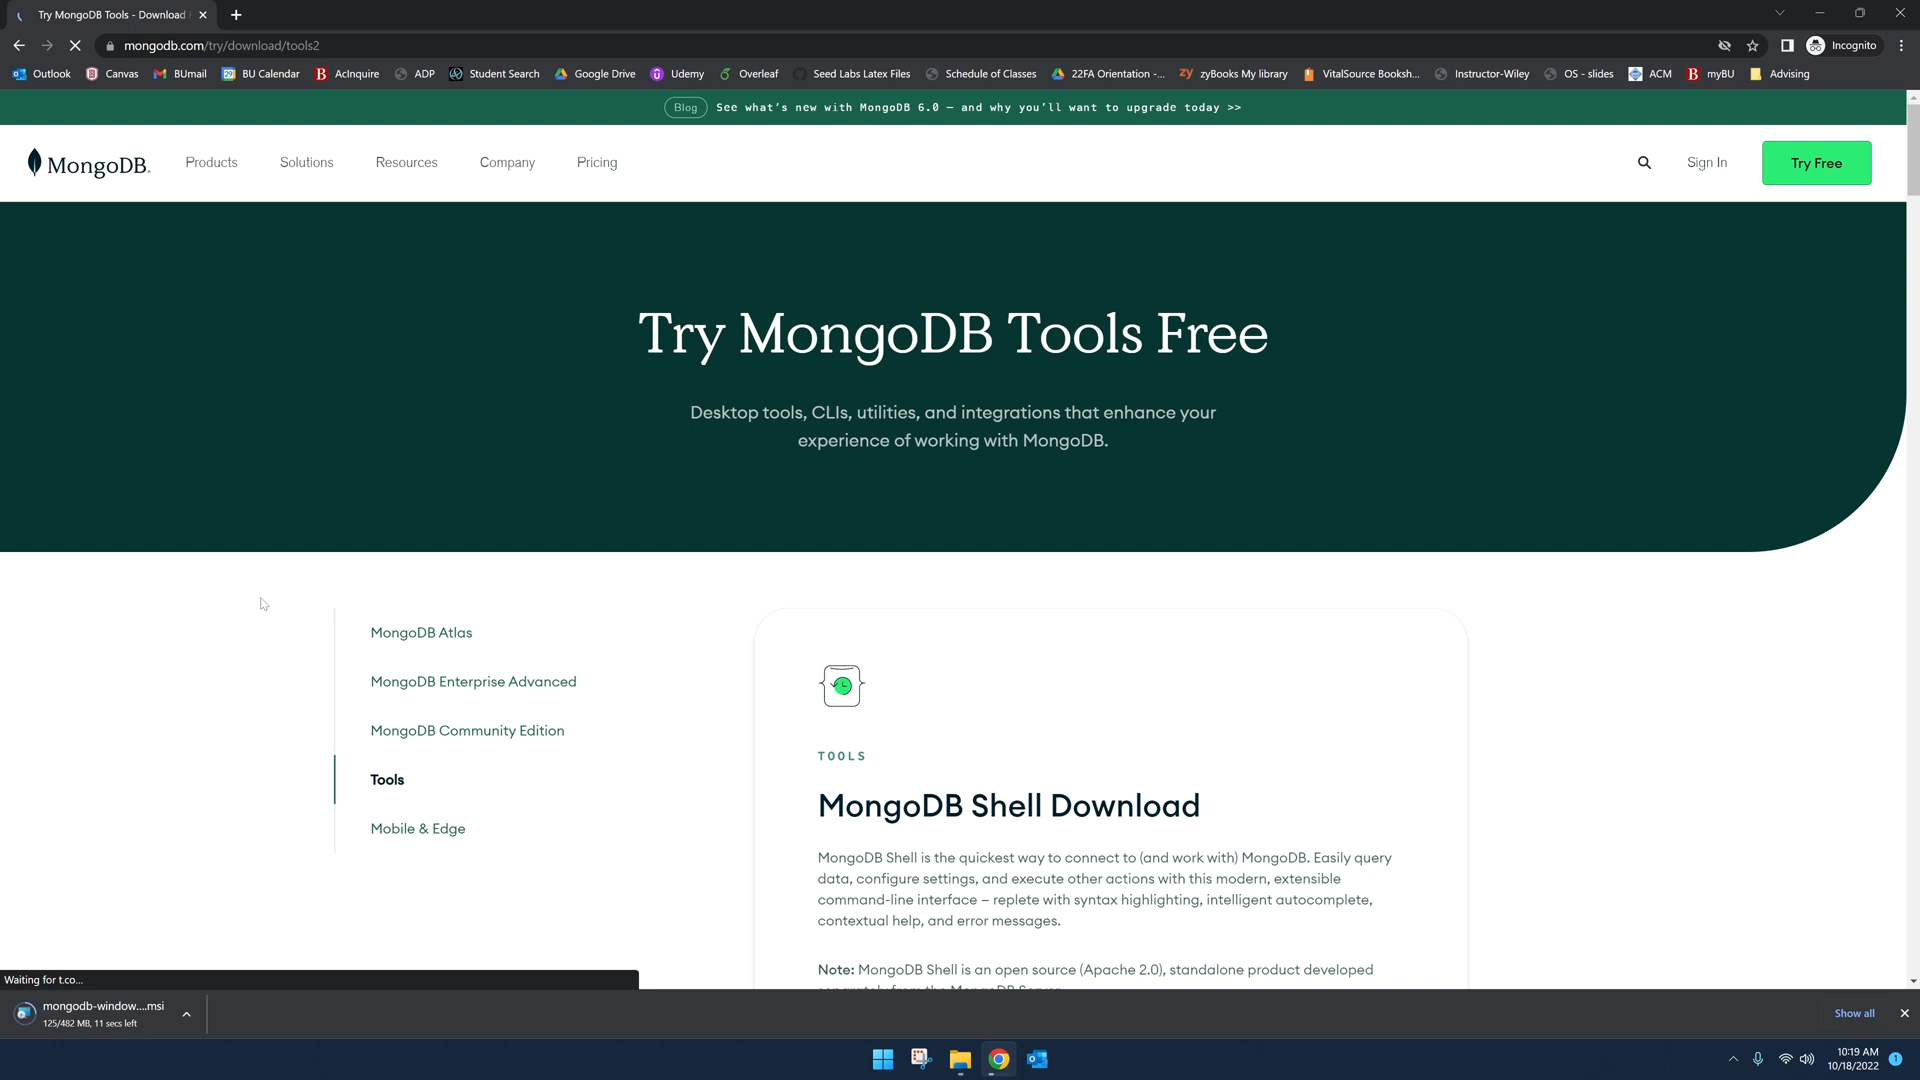 Try MongoDB Tools - Download
mongodb.com/try/download/tools2
Incognito
Outlook Canvas BUmail BU Calendar AcInquire ADP Student Search Google Drive Udemy Overleaf Seed Labs Latex Files Schedule of Classes 22FA Orientation -... zyBooks My library VitalSource Booksh... Instructor-Wiley OS - slides ACM myBU Advising
Blog See what's new with MongoDB 6.0 — and why you'll want to upgrade today >>
MongoDB. Products Solutions Resources Company Pricing Sign In Try Free
Try MongoDB Tools Free
Desktop tools, CLIs, utilities, and integrations that enhance your
experience of working with MongoDB.
MongoDB Atlas
MongoDB Enterprise Advanced
MongoDB Community Edition
Tools
Mobile & Edge
TOOLS
MongoDB Shell Download
MongoDB Shell is the quickest way to connect to (and work with) MongoDB. Easily query
data, configure settings, and execute other actions with this modern, extensible
command-line interface — replete with syntax highlighting, intelligent autocomplete,
contextual help, and error messages.
Note: MongoDB Shell is an open source (Apache 2.0), standalone product developed
separately from the MongoDB Server.
Waiting for t.co...
mongodb-window....msi
125/482 MB, 11 secs left
Show all
10:19 AM
10/18/2022
1